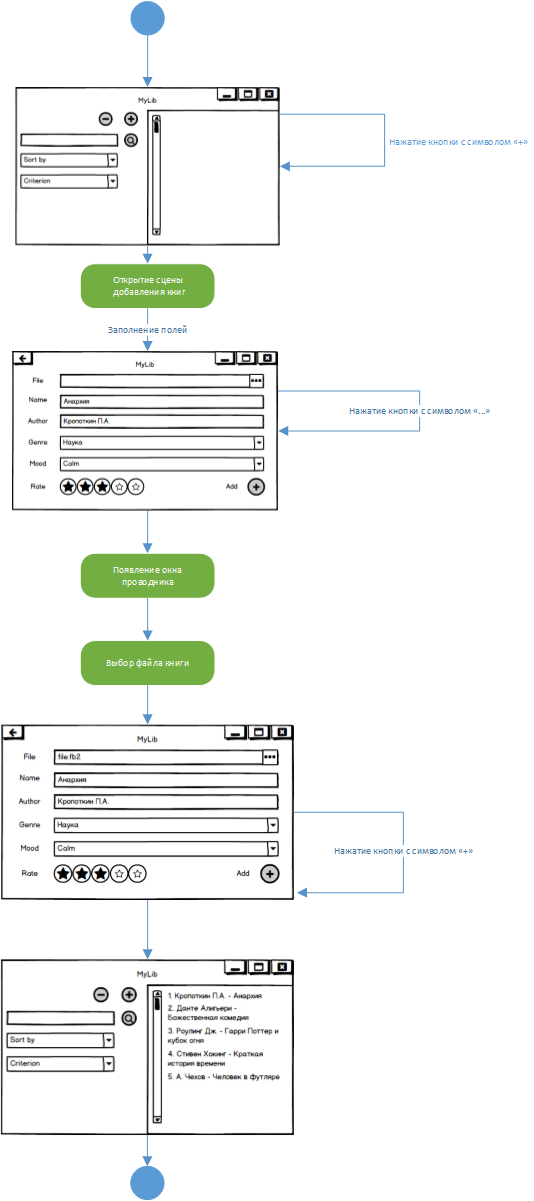 MyLib
Sort by
Criterion
Нажатие кнопки с символом «+»
Открытие сцены
добавления книг
Заполнение полей
MyLib
File
Name Анархия
Author Кропоткин П.А.
Genre Наука
Mood Calm
Rate Add
Нажатие кнопки с символом «...»
Появление окна
проводника
Выбор файла книги
MyLib
File file.fb2
Name Анархия
Author Кропоткин П.А.
Genre Наука
Mood Calm
Rate Add
Нажатие кнопки с символом «+»
MyLib
Sort by
Criterion
1. Кропоткин П.А. - Анархия
2. Данте Алигьери -
Божественная комедия
3. Роулинг Дж. - Гарри Поттер и
кубок огня
4. Стивен Хокинг - Краткая
история времени
5. А. Чехов - Человек в футляре